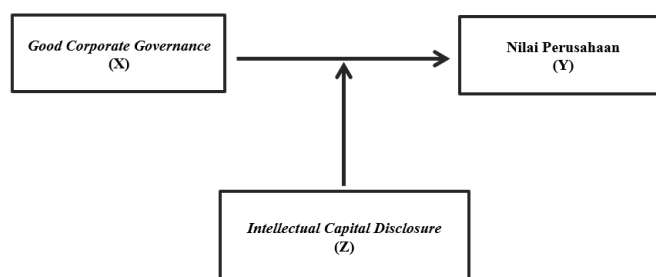 Good Corporate Governance
(X)
Nilai Perusahaan
(Y)
Intellectual Capital Disclosure
(Z)